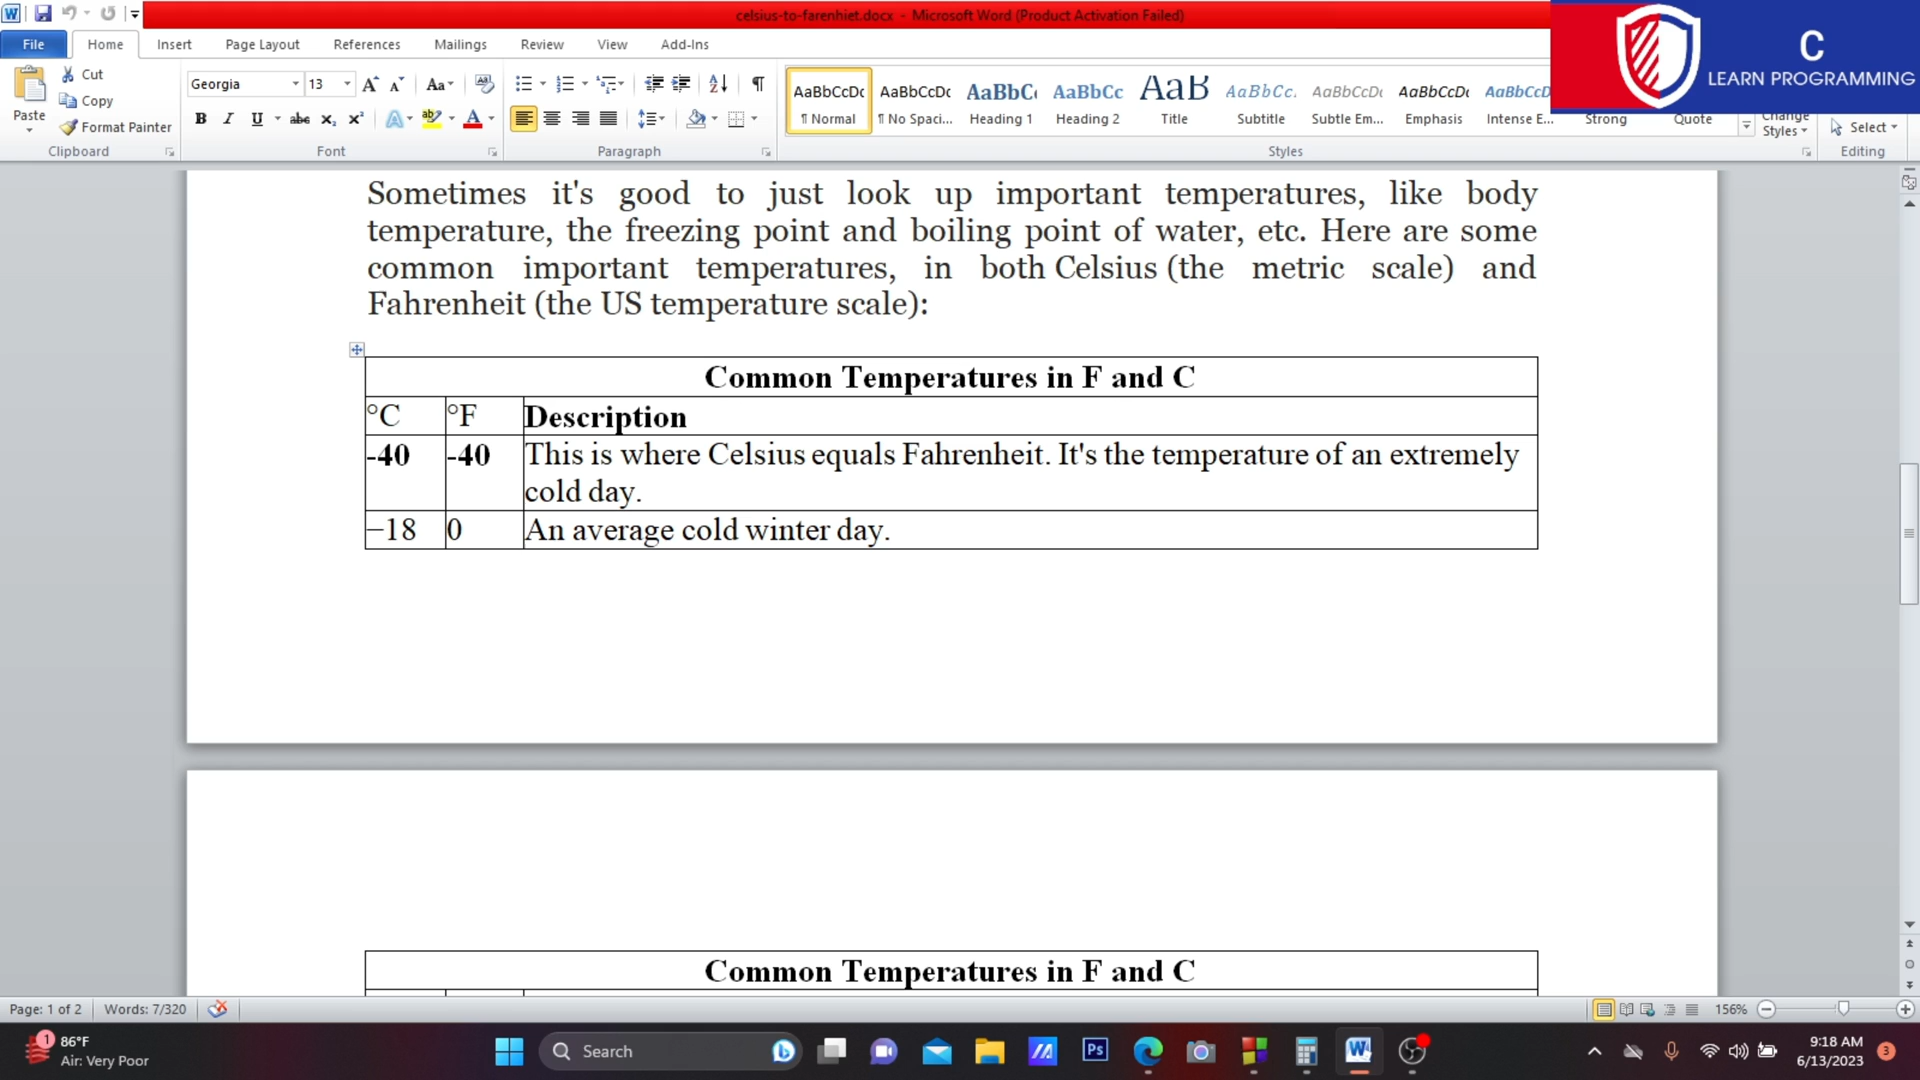 celsius-to-farenhiet.docx - Microsoft Word (Product Activation Failed)
File Home Insert Page Layout References Mailings Review View Add-Ins
C
LEARN PROGRAMMING
Paste
Cut
Copy
Format Painter
Clipboard
Georgia 13
Font
Paragraph
AaBbCcDc AaBbCcDc AaBbC AaBbCc AaB AaBbCc. AaBbCcDc AaBbCcDc AaBbCcD
¶ Normal ¶ No Spaci... Heading 1 Heading 2 Title Subtitle Subtle Em... Emphasis Intense E... Strong Quote
Change
Styles
Styles
Select
Editing
Sometimes it's good to just look up important temperatures, like body
temperature, the freezing point and boiling point of water, etc. Here are some
common important temperatures, in both Celsius (the metric scale) and
Fahrenheit (the US temperature scale):
Common Temperatures in F and C
°C °F Description
-40 -40 This is where Celsius equals Fahrenheit. It's the temperature of an extremely
cold day.
−18 0 An average cold winter day.
Common Temperatures in F and C
Page: 1 of 2 Words: 7/320 156%
1 86°F
Air: Very Poor
Search
Ps
9:18 AM
6/13/2023
3